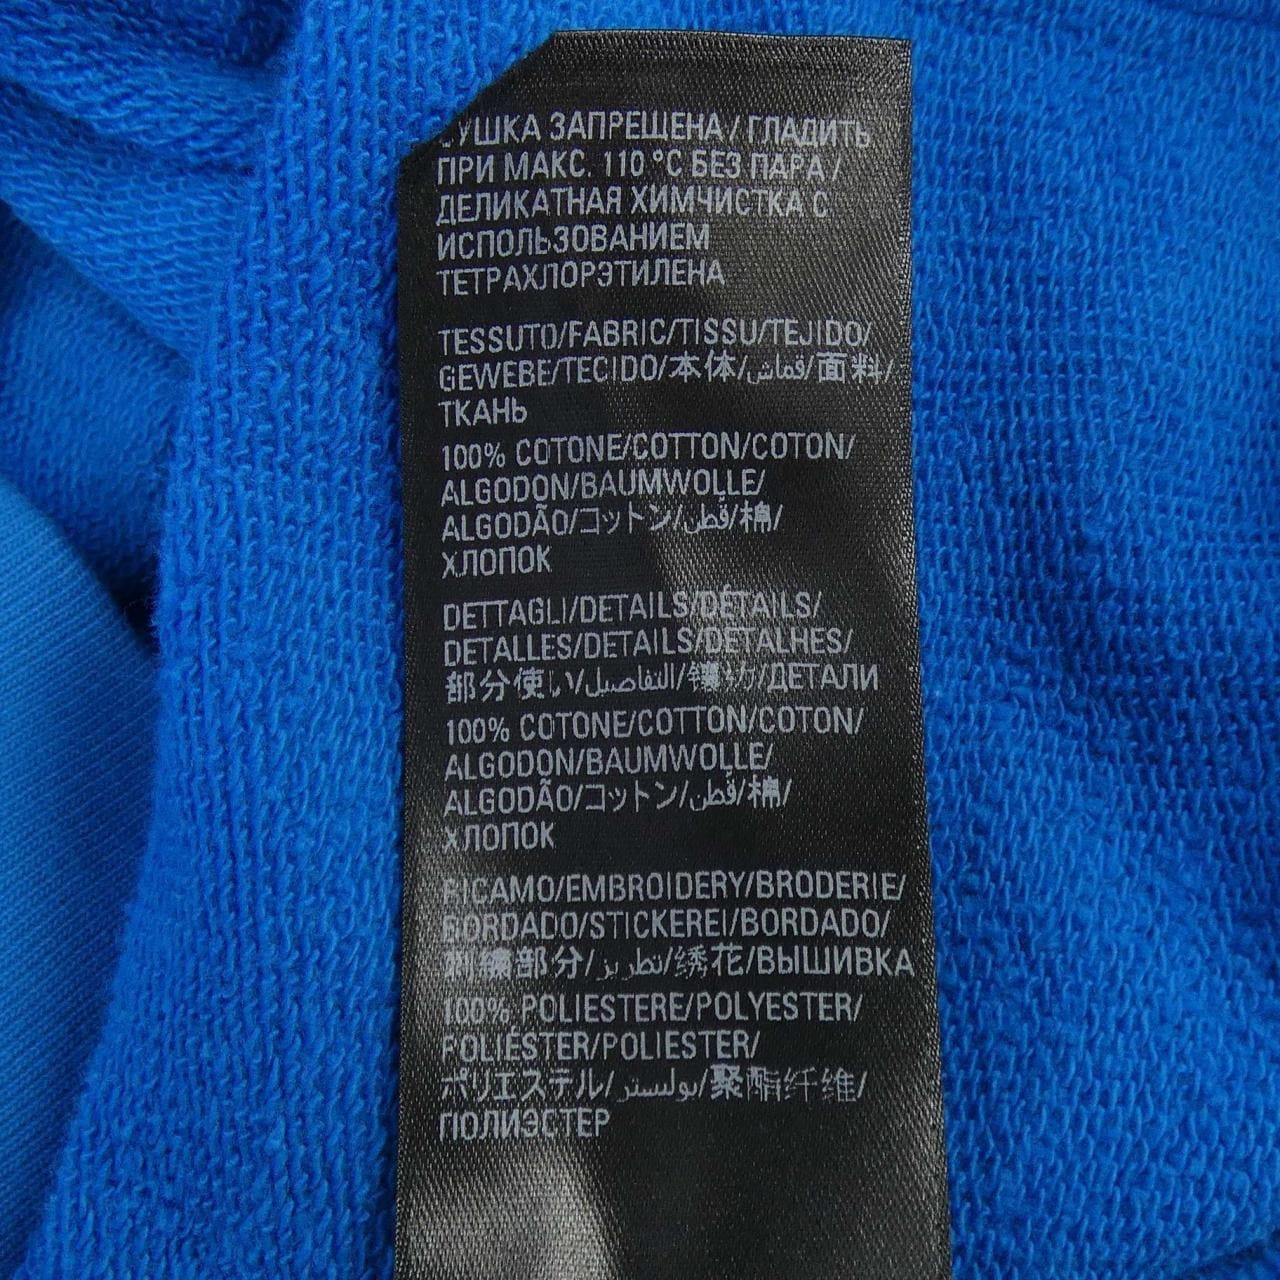 УШКА ЗАПРЕЩЕНА / ГЛАДИТЬ
ПРИ МАКС. 110 °С БЕЗ ПАРА /
ДЕЛИКАТНАЯ ХИМЧИСТКА С
ИСПОЛЬЗОВАНИЕМ
ТЕТРАХЛОРЭТИЛЕНА
TESSUTO/FABRIC/TISSU/TEJIDO/
GEWEBE/TECIDO/本体/قماش/面料/
ТКАНЬ
100% COTONE/COTTON/COTON/
ALGODON/BAUMWOLLE/
ALGODÃO/コットン/قطن/棉/
ХЛОПОК
DETTAGLI/DETAILS/DÉTAILS/
DETALLES/DETAILS/DETALHES/
部分使い/التفاصيل/镶幼/ДЕТАЛИ
100% COTONE/COTTON/COTON/
ALGODON/BAUMWOLLE/
ALGODÃO/コットン/قطن/棉/
ХЛОПОК
RICAMO/EMBROIDERY/BRODERIE/
BORDADO/STICKEREI/BORDADO/
刺繍部分/تطريز/绣花/ВЫШИВКА
100% POLIESTERE/POLYESTER/
POLIÉSTER/POLIESTER/
ポリエステル/بوليستر/聚酯纤维/
ПОЛИЭСТЕР